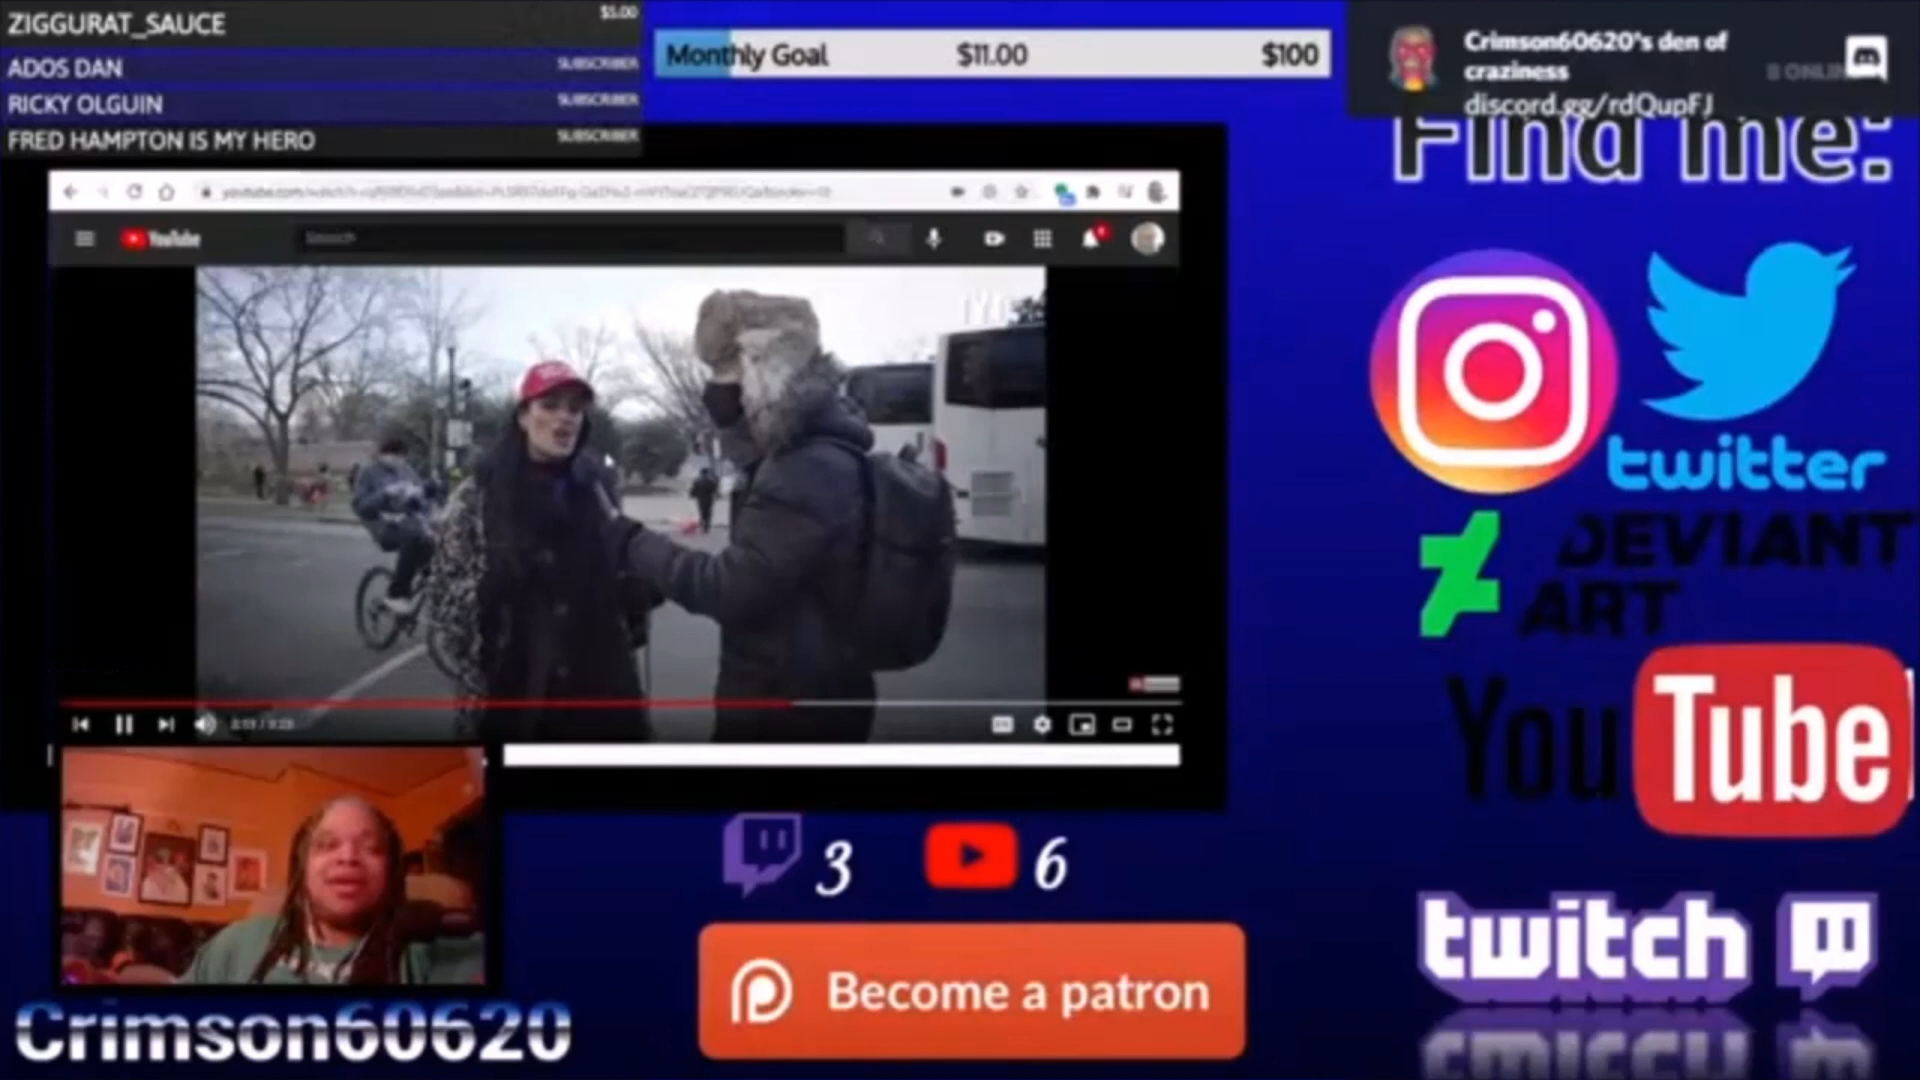 ZIGGURAT_SAUCE $5.00
ADOS DAN SUBSCRIBER
RICKY OLGUIN SUBSCRIBER
FRED HAMPTON IS MY HERO SUBSCRIBER
Monthly Goal $11.00 $100
Crimson60620's den of
craziness
discord.gg/rdQupFJ
Find me:
YouTube
Search
twitter
DEVIANT
ART
YouTube
3 6
Become a patron
twitch
Crimson60620